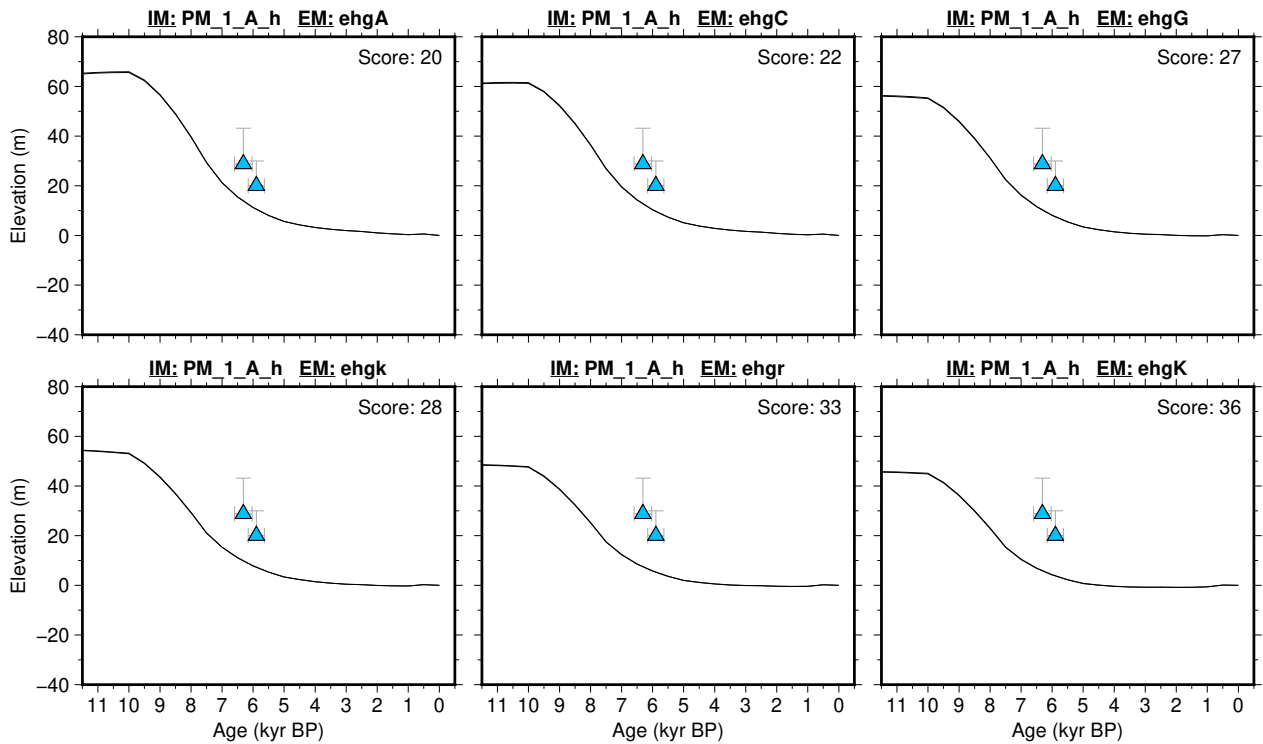 IM: PM_1_A_h EM: ehgA
IM: PM_1_A_h EM: ehgC
IM: PM_1_A_h EM: ehgG
Score: 20
Score: 22
Score: 27
80
60
40
20
0
−20
−40
Elevation (m)
IM: PM_1_A_h EM: ehgk
IM: PM_1_A_h EM: ehgr
IM: PM_1_A_h EM: ehgK
Score: 28
Score: 33
Score: 36
80
60
40
20
0
−20
−40
Elevation (m)
11 10 9 8 7 6 5 4 3 2 1 0
11 10 9 8 7 6 5 4 3 2 1 0
11 10 9 8 7 6 5 4 3 2 1 0
Age (kyr BP)
Age (kyr BP)
Age (kyr BP)